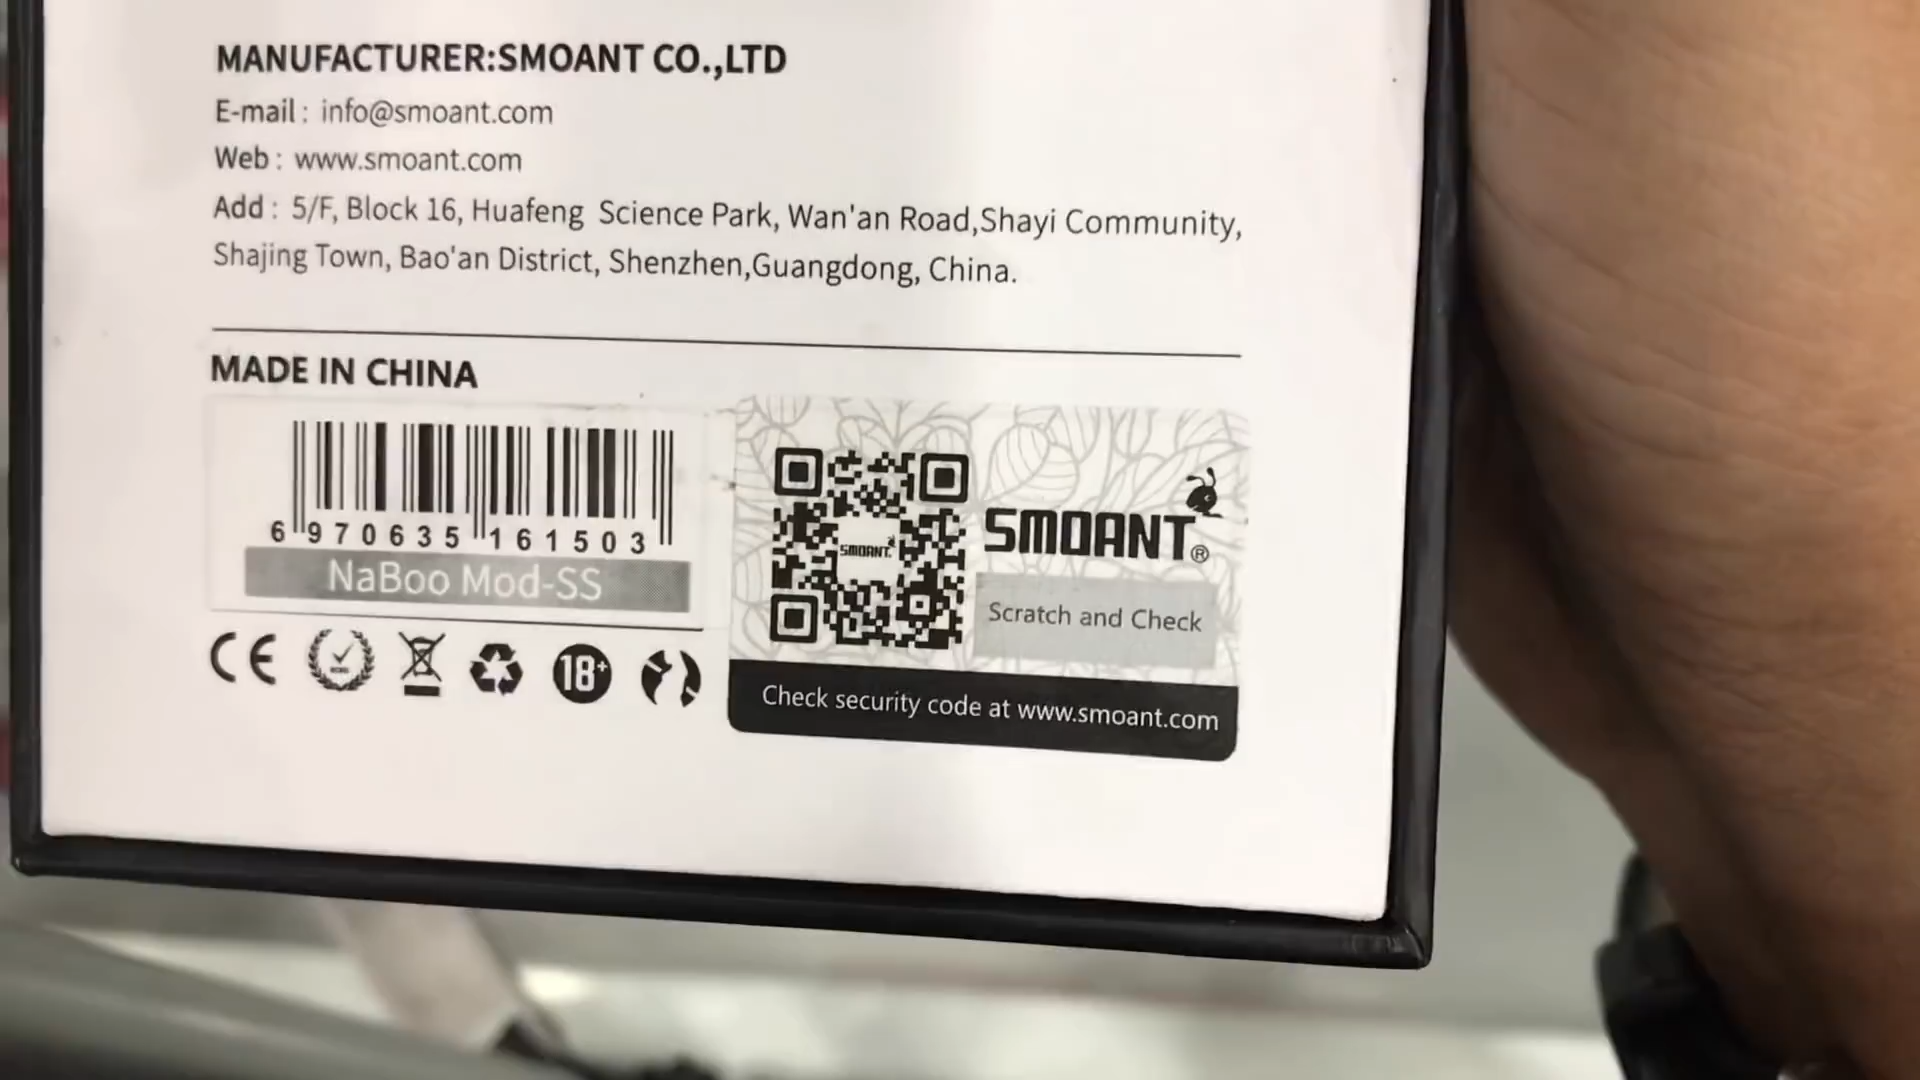 MANUFACTURER:SMOANT CO.,LTD
E-mail : info@smoant.com
Web : www.smoant.com
Add : 5/F, Block 16, Huafeng Science Park, Wan'an Road,Shayi Community,
Shajing Town, Bao'an District, Shenzhen,Guangdong, China.
MADE IN CHINA
6 970635 161503
NaBoo Mod-SS
CE
18+
SMOANT
SMOANT®
Scratch and Check
Check security code at www.smoant.com